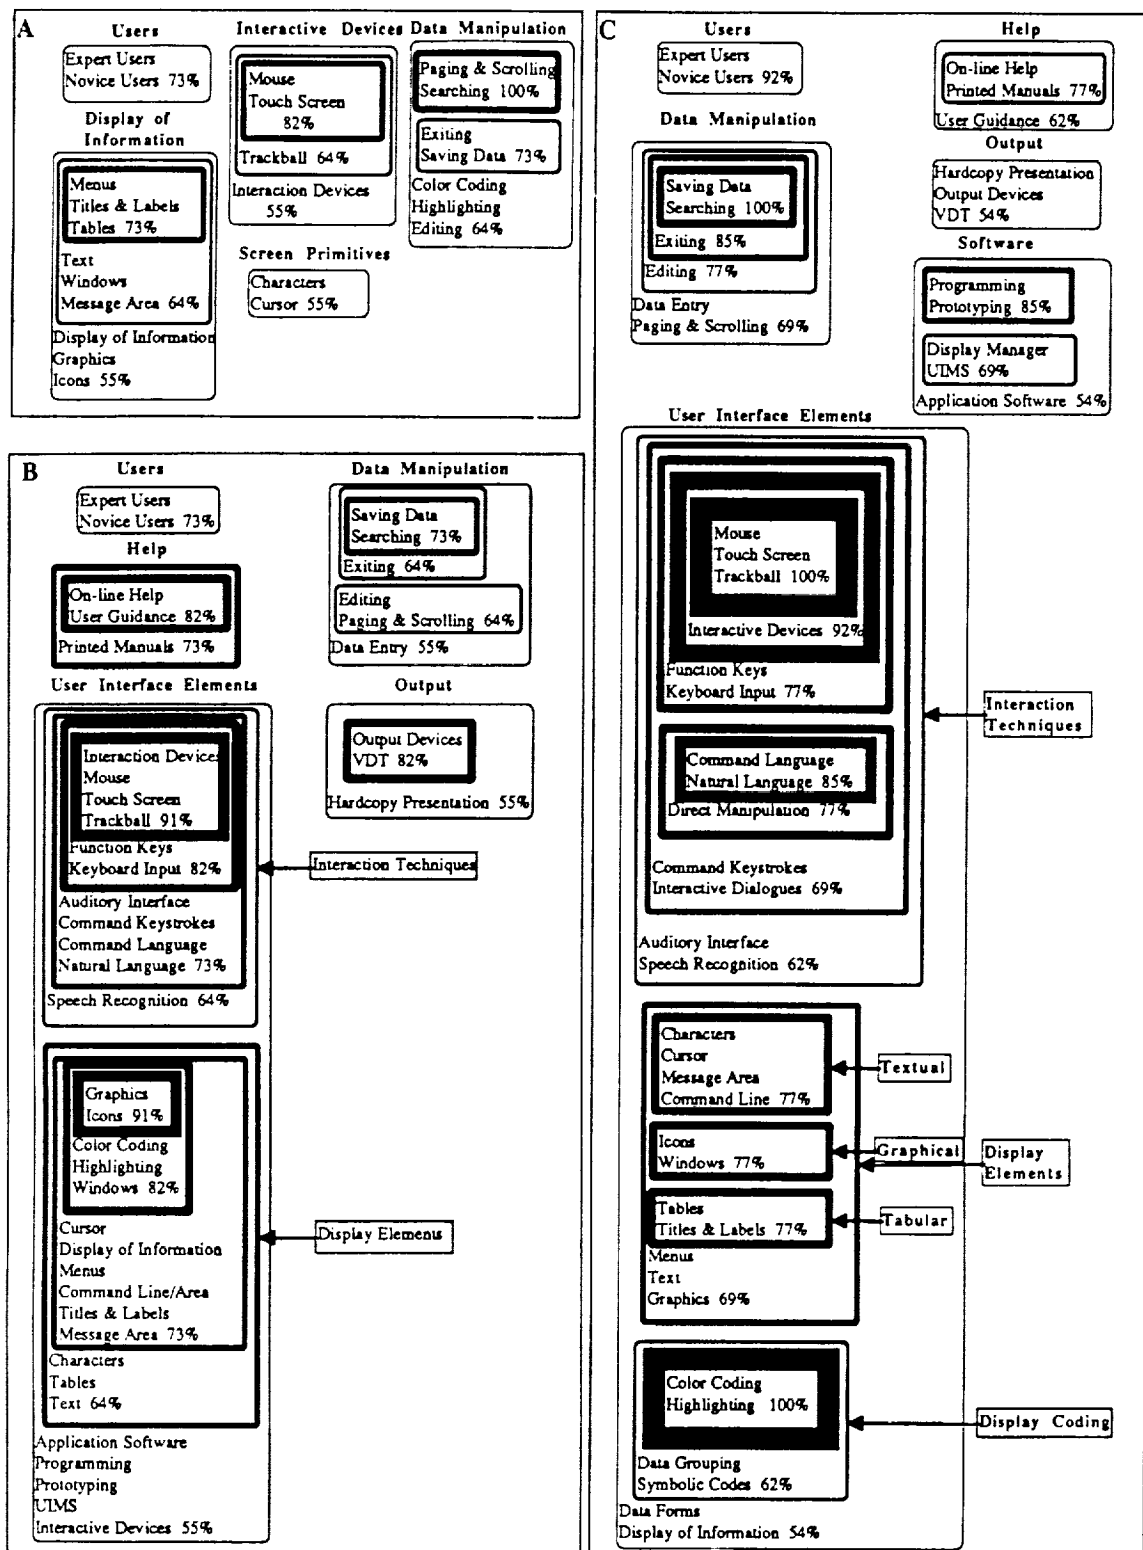 A
Users
Expert Users
Novice Users 73%
Display of
Information
Menus
Titles & Labels
Tables 73%
Text
Windows
Message Area 64%
Display of Information
Graphics
Icons 55%
Interactive Devices
Mouse
Touch Screen
82%
Trackball 64%
Interaction Devices
55%
Screen Primitives
Characters
Cursor 55%
Data Manipulation
Paging & Scrolling
Searching 100%
Exiting
Saving Data 73%
Color Coding
Highlighting
Editing 64%
B
Users
Expert Users
Novice Users 73%
Help
On-line Help
User Guidance 82%
Printed Manuals 73%
Data Manipulation
Saving Data
Searching 73%
Exiting 64%
Editing
Paging & Scrolling 64%
Data Entry 55%
User Interface Elements
Interaction Devices
Mouse
Touch Screen
Trackball 91%
Function Keys
Keyboard Input 82%
Auditory Interface
Command Keystrokes
Command Language
Natural Language 73%
Speech Recognition 64%
Interaction Techniques
Output
Output Devices
VDT 82%
Hardcopy Presentation 55%
Graphics
Icons 91%
Color Coding
Highlighting
Windows 82%
Cursor
Display of Information
Menus
Command Line/Area
Titles & Labels
Message Area 73%
Characters
Tables
Text 64%
Display Elements
Application Software
Programming
Prototyping
UIMS
Interactive Devices 55%
C
Users
Expert Users
Novice Users 92%
Data Manipulation
Saving Data
Searching 100%
Exiting 85%
Editing 77%
Data Entry
Paging & Scrolling 69%
Help
On-line Help
Printed Manuals 77%
User Guidance 62%
Output
Hardcopy Presentation
Output Devices
VDT 54%
Software
Programming
Prototyping 85%
Display Manager
UIMS 69%
Application Software 54%
User Interface Elements
Mouse
Touch Screen
Trackball 100%
Interactive Devices 92%
Function Keys
Keyboard Input 77%
Command Language
Natural Language 85%
Direct Manipulation 77%
Command Keystrokes
Interactive Dialogues 69%
Auditory Interface
Speech Recognition 62%
Interaction
Techniques
Characters
Cursor
Message Area
Command Line 77%
Textual
Icons
Windows 77%
Graphical
Display
Elements
Tables
Titles & Labels 77%
Tabular
Menus
Text
Graphics 69%
Color Coding
Highlighting 100%
Display Coding
Data Grouping
Symbolic Codes 62%
Data Forms
Display of Information 54%